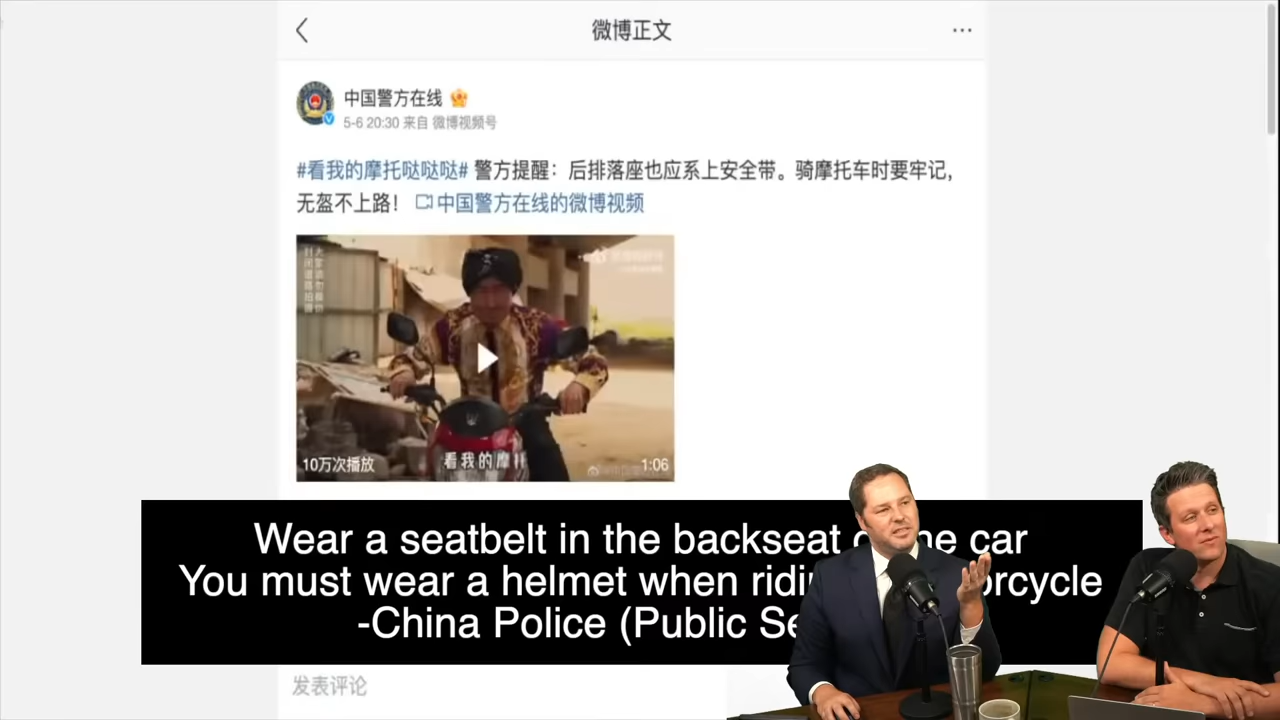 微博正文
中国警方在线
5-6 20:30 来自 微博视频号
#看我的摩托哒哒哒# 警方提醒：后排落座也应系上安全带。骑摩托车时要牢记，
无盔不上路！ 中国警方在线的微博视频
10万次播放
看我的摩托
1:06
Wear a seatbelt in the backseat car
You must wear a helmet when
-China Police (Public
发表评论